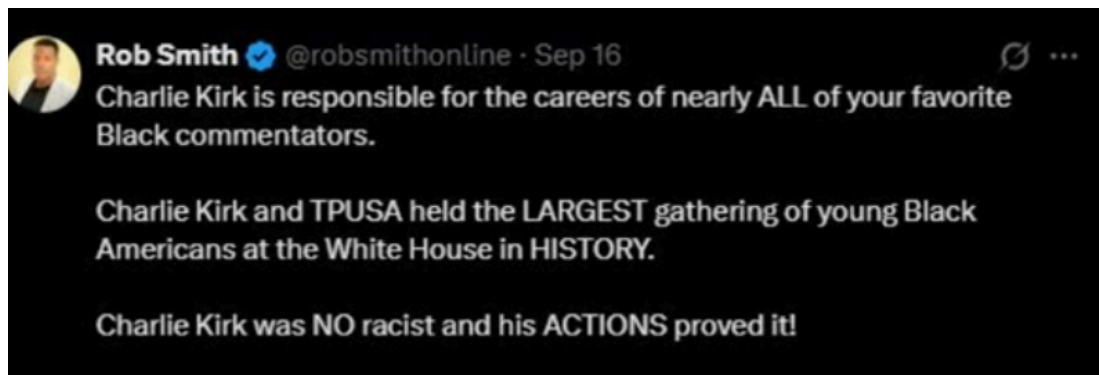 Rob Smith @robsmithonline · Sep 16
Charlie Kirk is responsible for the careers of nearly ALL of your favorite
Black commentators.
Charlie Kirk and TPUSA held the LARGEST gathering of young Black
Americans at the White House in HISTORY.
Charlie Kirk was NO racist and his ACTIONS proved it!